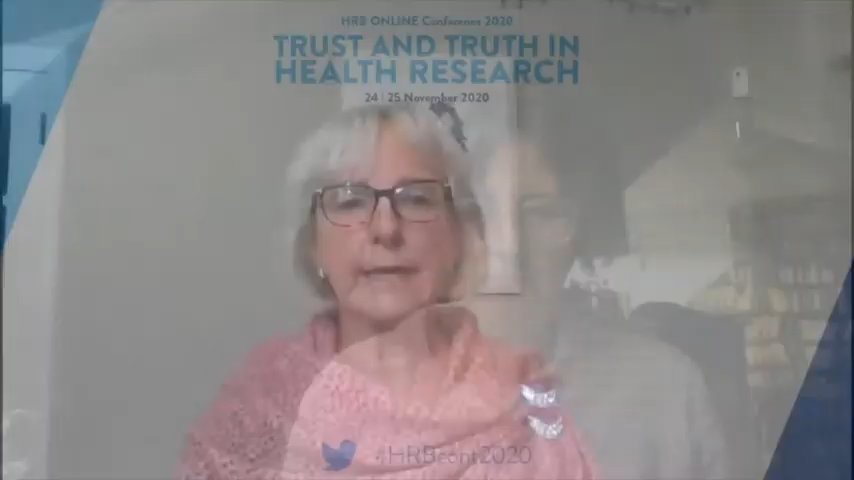 HRB ONLINE Conference 2020
TRUST AND TRUTH IN
HEALTH RESEARCH
24 | 25 November 2020
#HRBconf2020